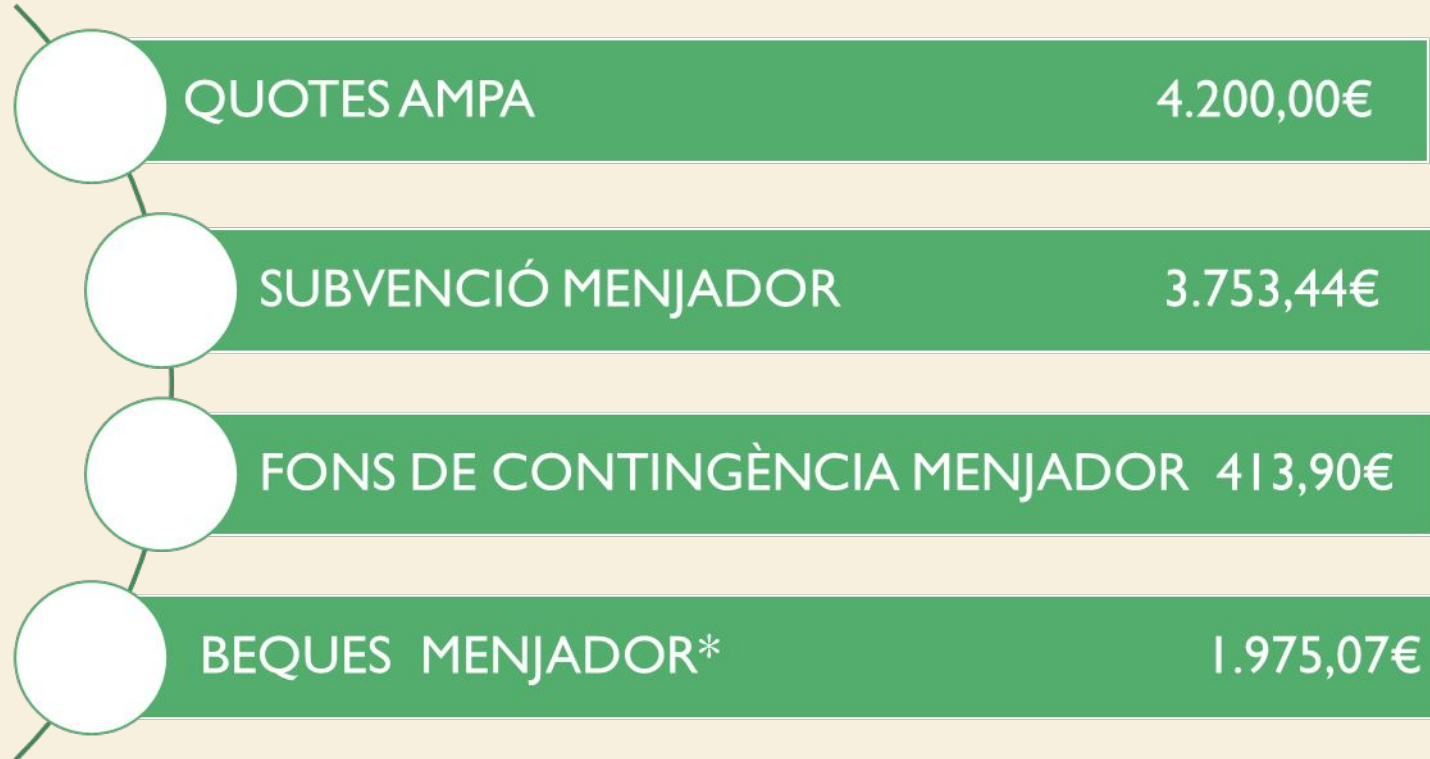 QUOTES AMPA 4.200,00€
SUBVENCIÓ MENJADOR 3.753,44€
FONS DE CONTINGÈNCIA MENJADOR 413,90€
BEQUES MENJADOR* 1.975,07€